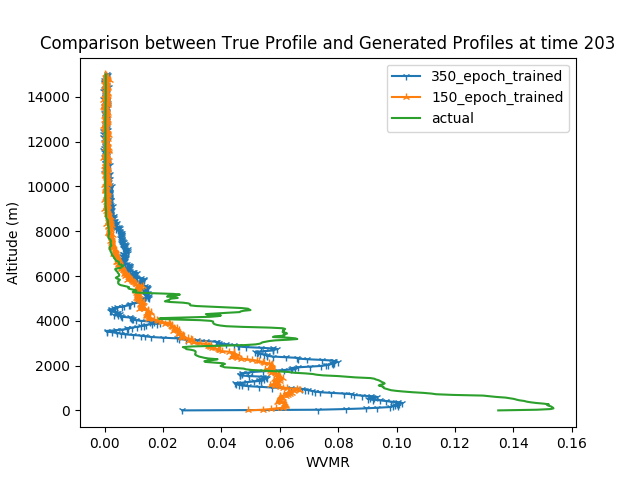 Comparison between True Profile and Generated Profiles at time 203
350_epoch_trained
150_epoch_trained
actual
14000
12000
10000
8000
6000
4000
2000
0
Altitude (m)
0.00 0.02 0.04 0.06 0.08 0.10 0.12 0.14 0.16
WVMR